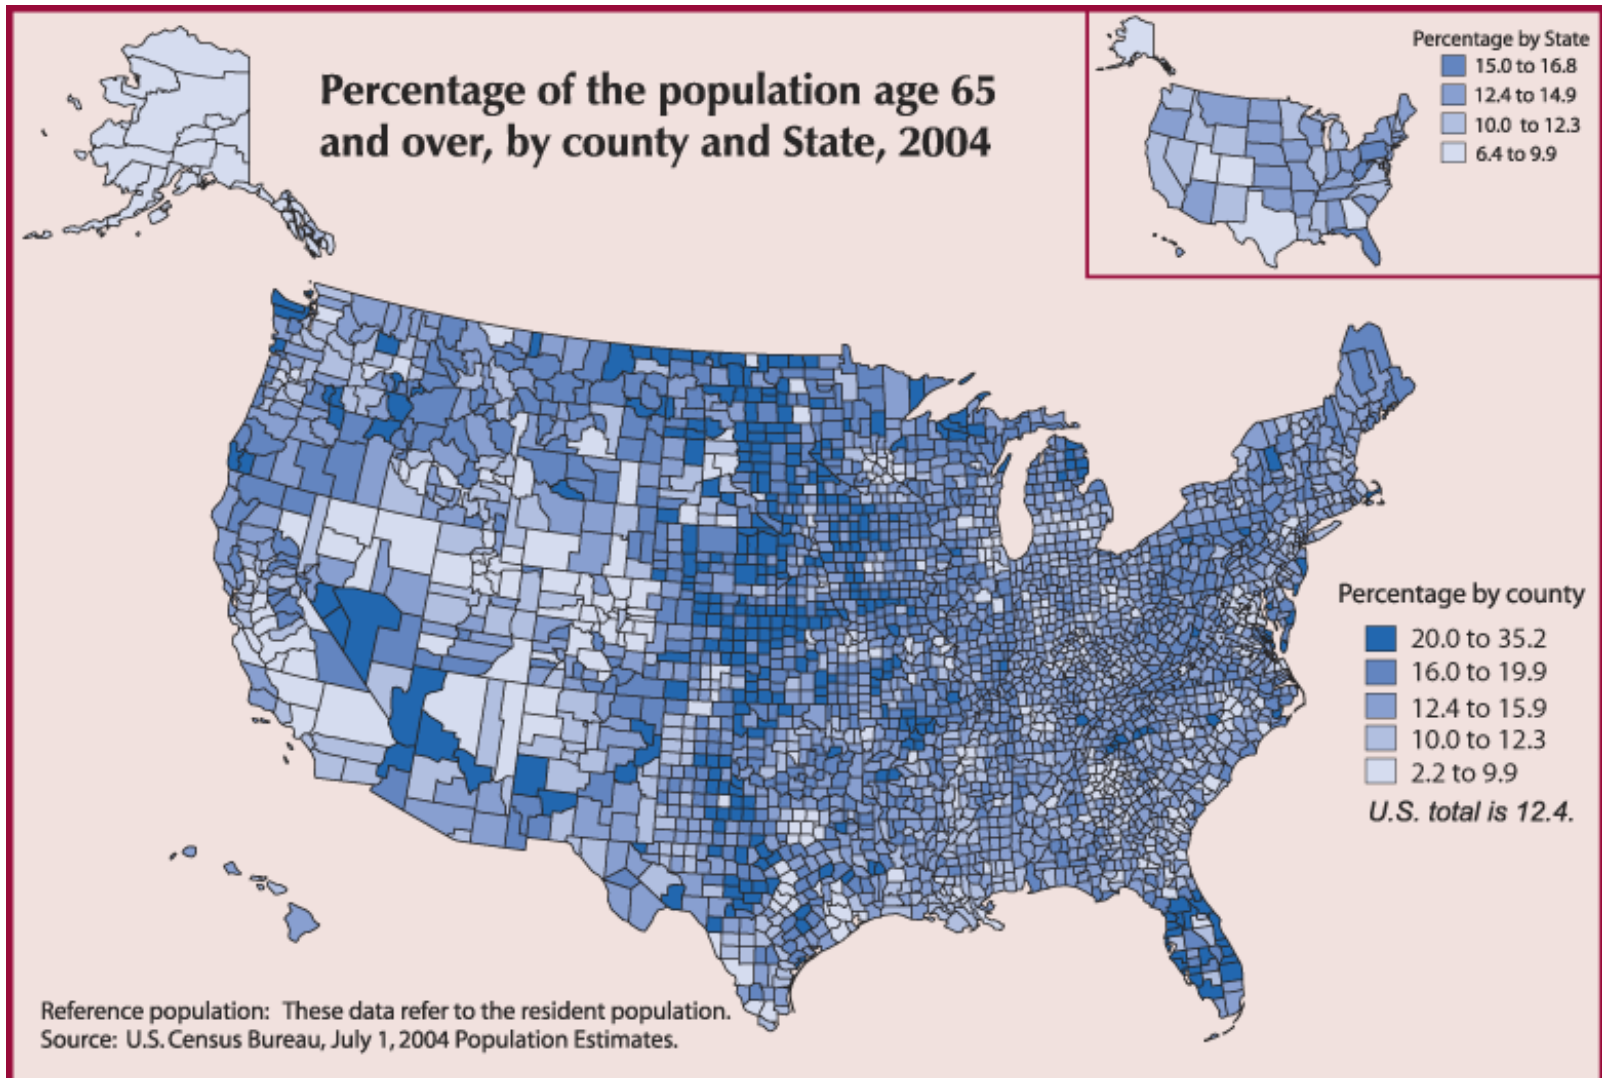 Percentage of the population age 65
and over, by county and State, 2004
Percentage by State
15.0 to 16.8
12.4 to 14.9
10.0 to 12.3
6.4 to 9.9
Percentage by county
20.0 to 35.2
16.0 to 19.9
12.4 to 15.9
10.0 to 12.3
2.2 to 9.9
U.S. total is 12.4.
Reference population: These data refer to the resident population.
Source: U.S. Census Bureau, July 1, 2004 Population Estimates.